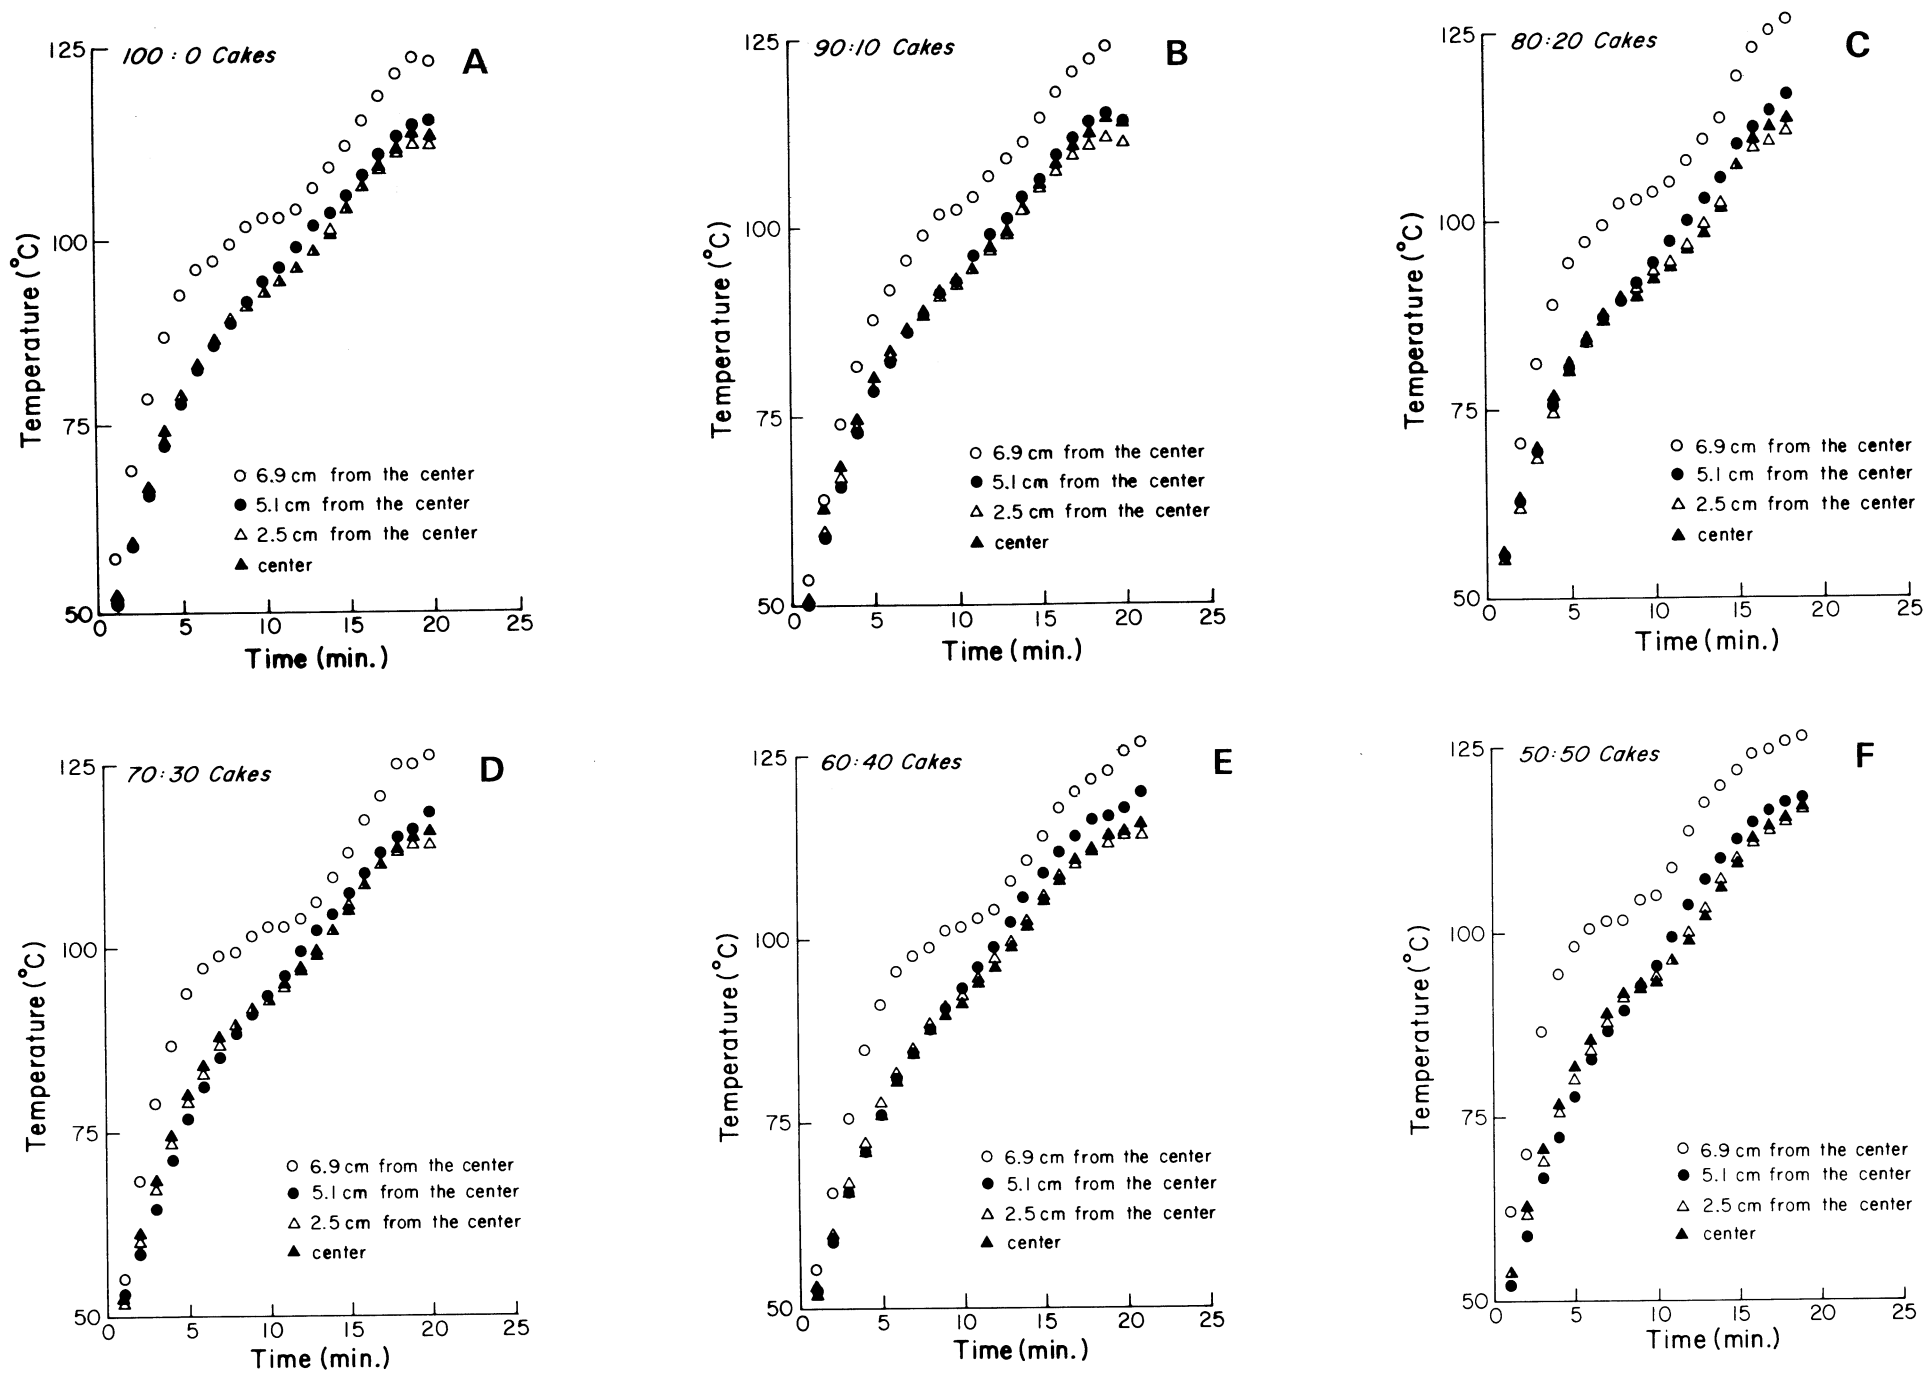 100:0 Cakes
A
125
100
75
50
Temperature (°C)
○ 6.9 cm from the center
● 5.1 cm from the center
△ 2.5 cm from the center
▲ center
0 5 10 15 20 25
Time (min.)
90:10 Cakes
B
125
100
75
50
Temperature (°C)
○ 6.9 cm from the center
● 5.1 cm from the center
△ 2.5 cm from the center
▲ center
0 5 10 15 20 25
Time (min.)
80:20 Cakes
C
125
100
75
50
Temperature (°C)
○ 6.9 cm from the center
● 5.1 cm from the center
△ 2.5 cm from the center
▲ center
0 5 10 15 20 25
Time (min.)
70:30 Cakes
D
125
100
75
50
Temperature (°C)
○ 6.9 cm from the center
● 5.1 cm from the center
△ 2.5 cm from the center
▲ center
0 5 10 15 20 25
Time (min.)
60:40 Cakes
E
125
100
75
50
Temperature (°C)
○ 6.9 cm from the center
● 5.1 cm from the center
△ 2.5 cm from the center
▲ center
0 5 10 15 20 25
Time (min.)
50:50 Cakes
F
125
100
75
50
Temperature (°C)
○ 6.9 cm from the center
● 5.1 cm from the center
△ 2.5 cm from the center
▲ center
0 5 10 15 20 25
Time (min.)